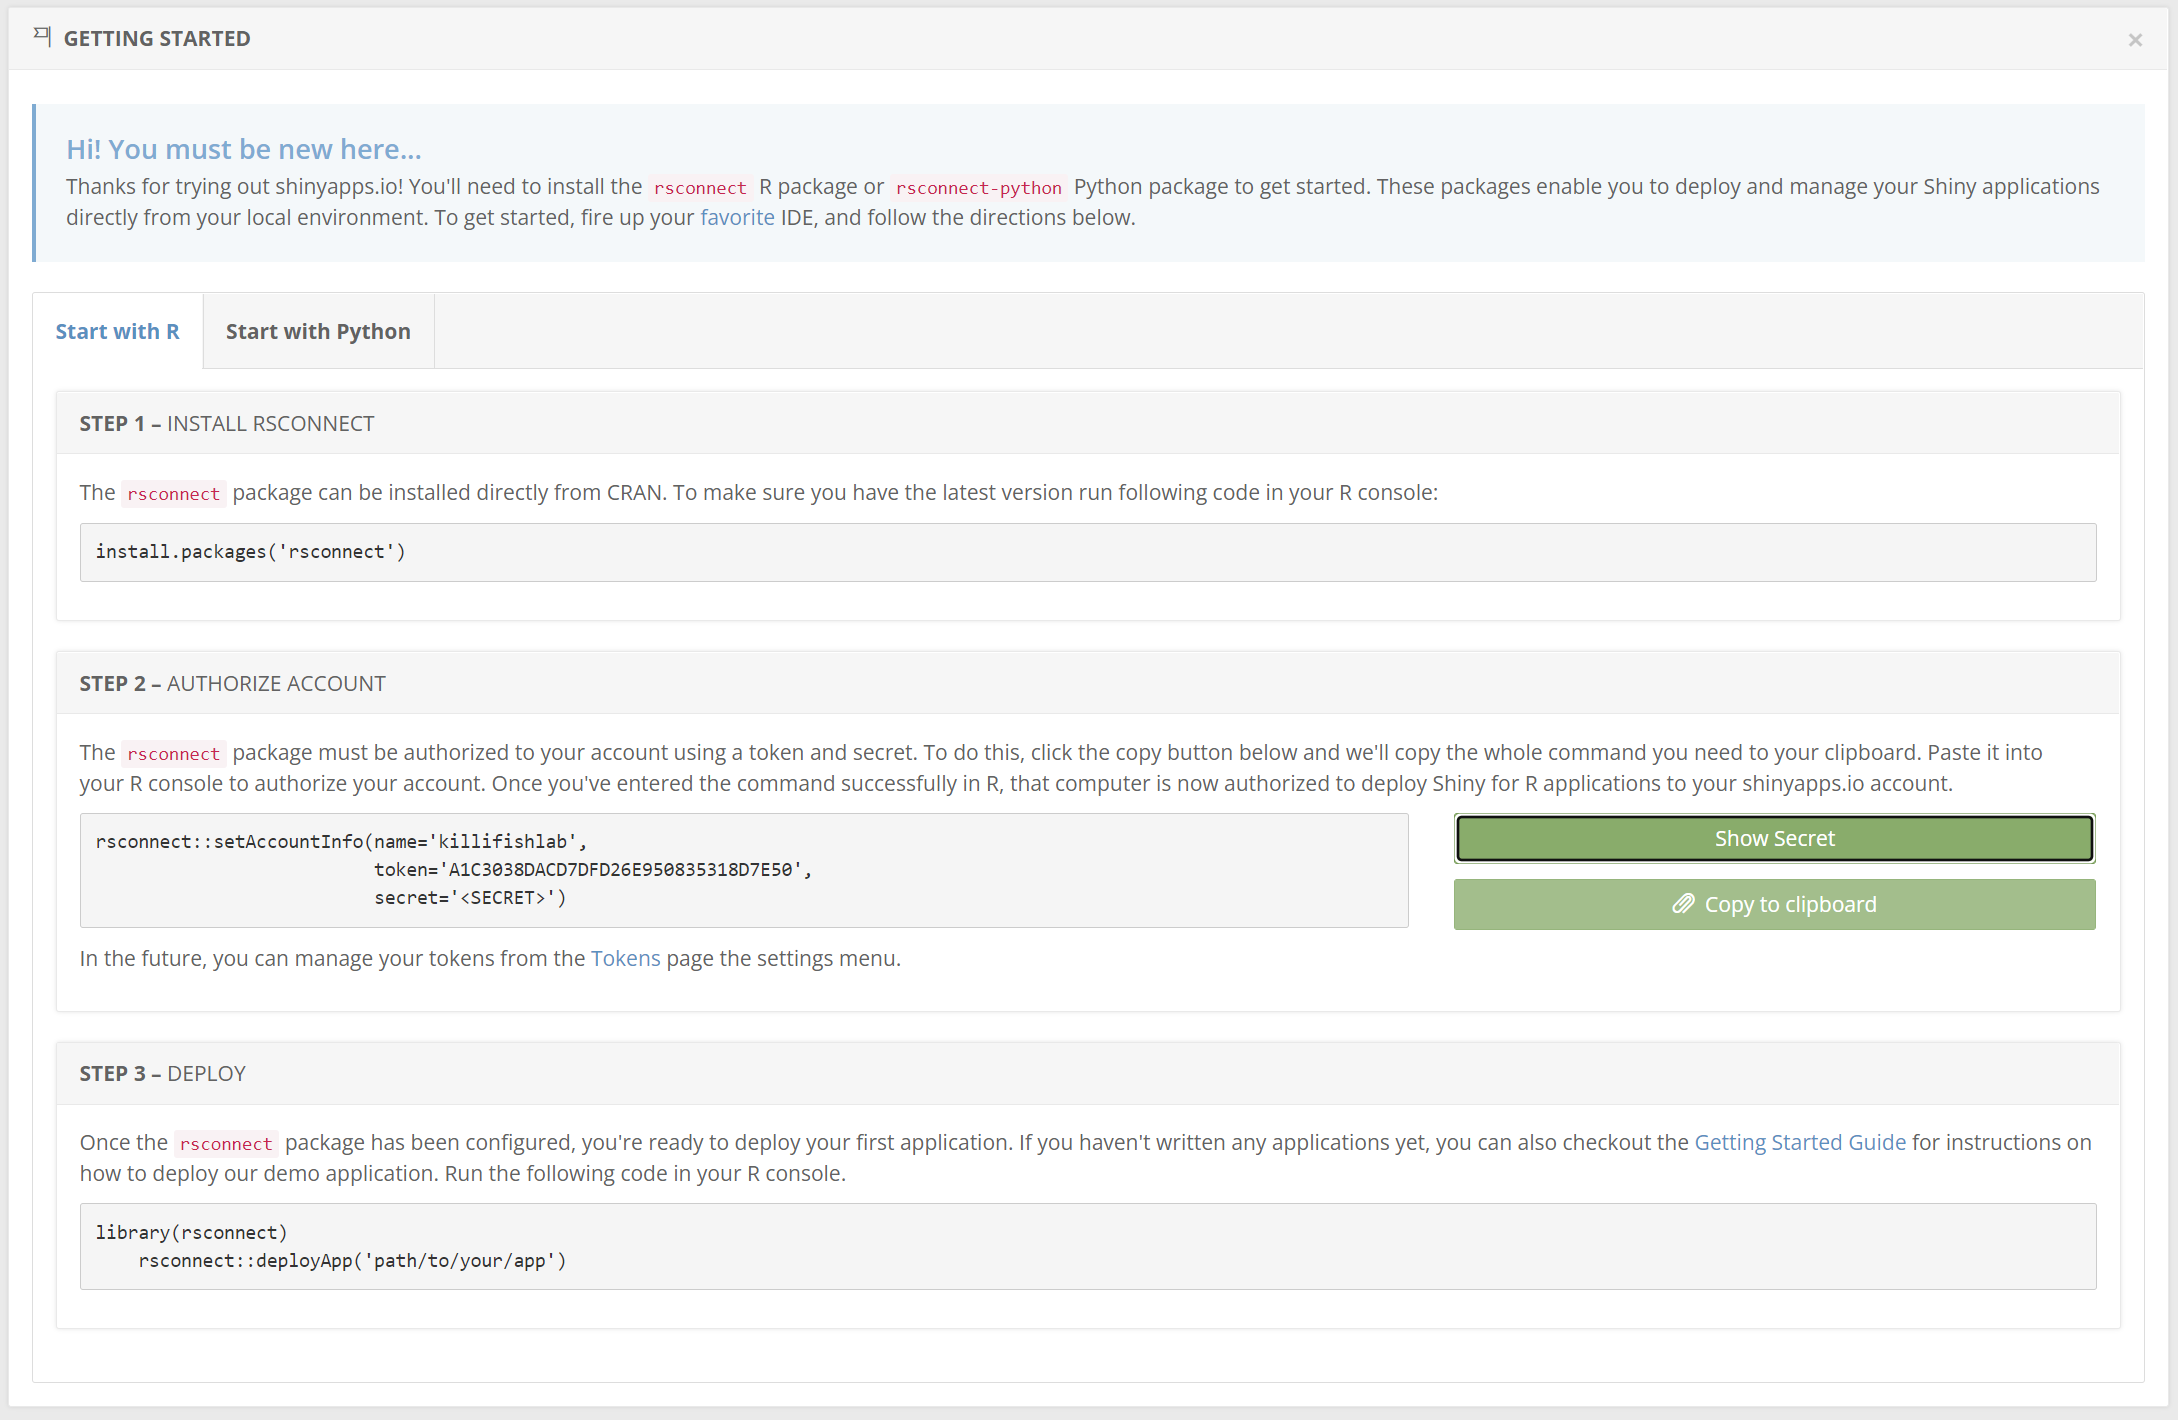 GETTING STARTED
×
Hi! You must be new here...
Thanks for trying out shinyapps.io! You'll need to install the rsconnect R package or rsconnect-python Python package to get started. These packages enable you to deploy and manage your Shiny applications
directly from your local environment. To get started, fire up your favorite IDE, and follow the directions below.
Start with R
Start with Python
STEP 1 – INSTALL RSCONNECT
The rsconnect package can be installed directly from CRAN. To make sure you have the latest version run following code in your R console:
install.packages('rsconnect')
STEP 2 – AUTHORIZE ACCOUNT
The rsconnect package must be authorized to your account using a token and secret. To do this, click the copy button below and we'll copy the whole command you need to your clipboard. Paste it into
your R console to authorize your account. Once you've entered the command successfully in R, that computer is now authorized to deploy Shiny for R applications to your shinyapps.io account.
rsconnect::setAccountInfo(name='killifishlab',
token='A1C3038DACD7DFD26E950835318D7E50',
secret='<SECRET>')
Show Secret
Copy to clipboard
In the future, you can manage your tokens from the Tokens page the settings menu.
STEP 3 – DEPLOY
Once the rsconnect package has been configured, you're ready to deploy your first application. If you haven't written any applications yet, you can also checkout the Getting Started Guide for instructions on
how to deploy our demo application. Run the following code in your R console.
library(rsconnect)
rsconnect::deployApp('path/to/your/app')